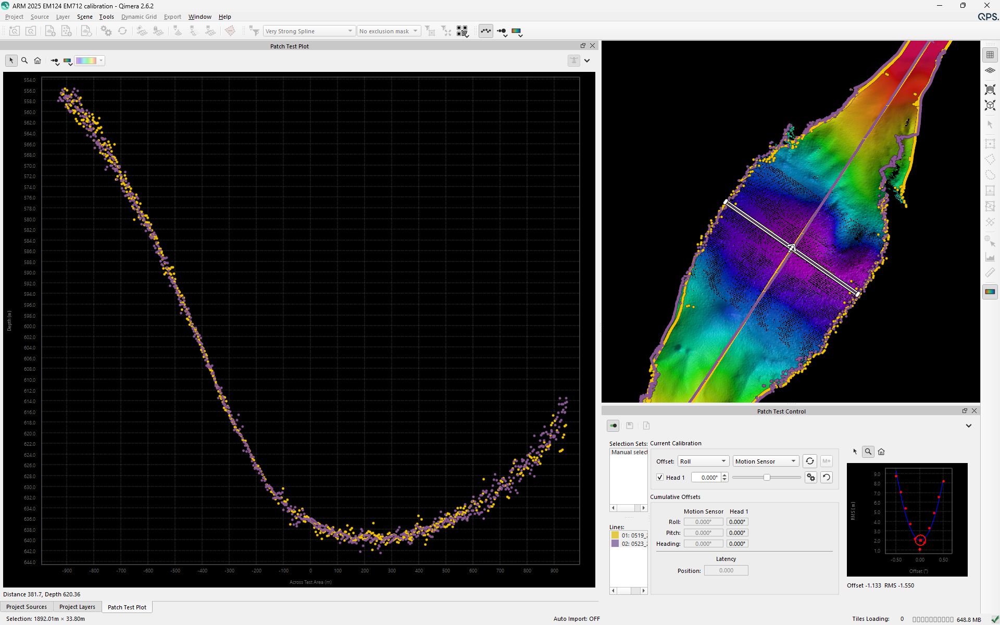 ARM 2025 EM124 EM712 calibration - Qimera 2.6.2
Project Source Layer Scene Tools Dynamic Grid Export Window Help
QPS.
Very Strong Spline
No exclusion mask
Patch Test Plot
554.0
556.0
558.0
560.0
562.0
564.0
566.0
568.0
570.0
572.0
574.0
576.0
578.0
580.0
582.0
584.0
586.0
588.0
590.0
592.0
594.0
596.0
598.0
600.0
602.0
604.0
606.0
608.0
610.0
612.0
614.0
616.0
618.0
620.0
622.0
624.0
626.0
628.0
630.0
632.0
634.0
636.0
638.0
640.0
642.0
644.0
Depth (m)
-900 -800 -700 -600 -500 -400 -300 -200 -100 0 100 200 300 400 500 600 700 800 900
Across Test Area (m)
Distance 381.7, Depth 620.36
Project Sources Project Layers Patch Test Plot
Selection: 1892.01m × 33.80m
Auto Import: OFF
Patch Test Control
Selection Sets:
Manual select
Current Calibration
Offset: Roll Motion Sensor M+
Head 1 0.000°
Cumulative Offsets
Motion Sensor Head 1
Roll: 0.000° 0.000°
Pitch: 0.000° 0.000°
Heading: 0.000° 0.000°
Latency
Position: 0.000
Lines:
01: 0519_
02: 0523_
9.0
8.0
7.0
6.0
5.0
4.0
3.0
2.0
1.0
RMS (m)
-0.50 0.00 0.50
Offset (°)
Offset -1.133 RMS -1.550
Tiles Loading: 0 648.8 MB